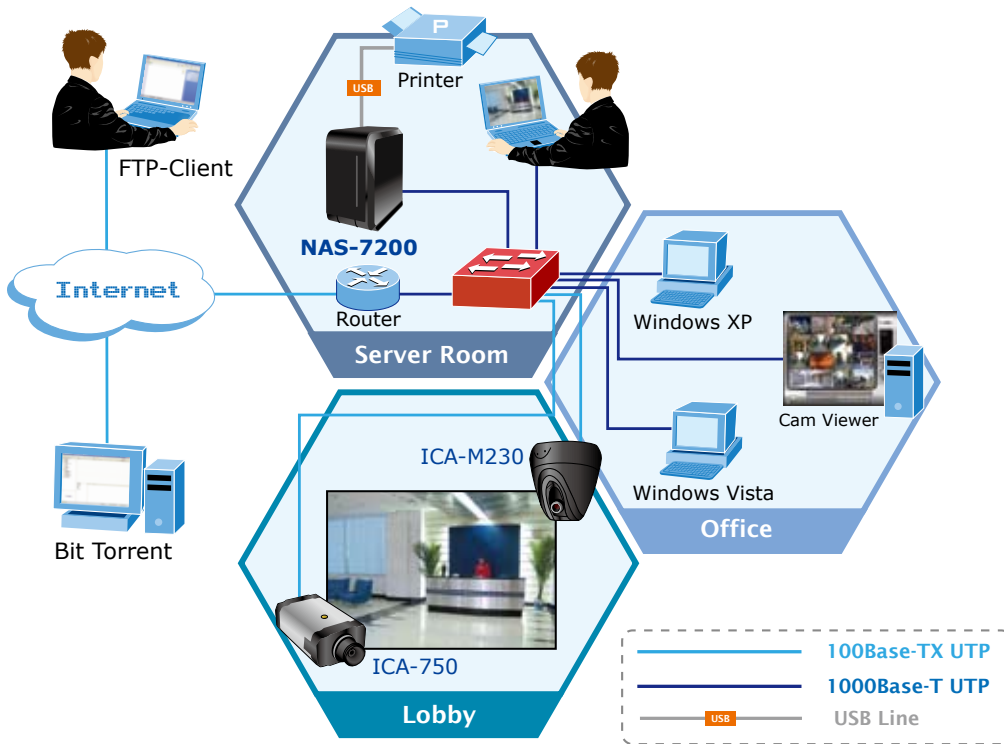 P
Printer
USB
FTP-Client
NAS-7200
Internet
Router
Server Room
Windows XP
Cam Viewer
Windows Vista
Office
ICA-M230
Bit Torrent
ICA-750
Lobby
100Base-TX UTP
1000Base-T UTP
USB
USB Line